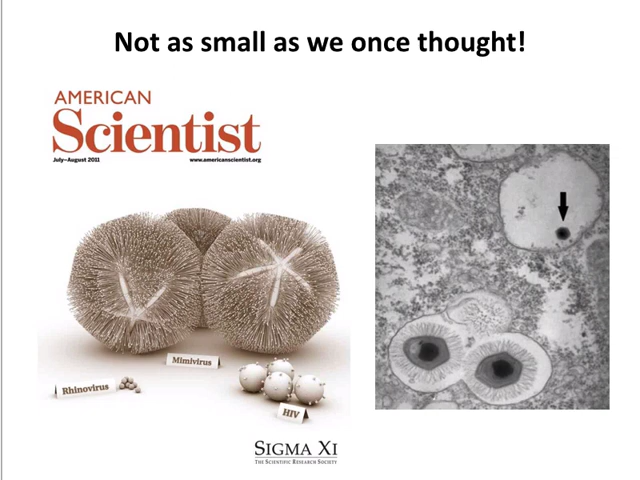 Not as small as we once thought!
AMERICAN
Scientist
July–August 2011 www.americanscientist.org
Mimivirus
Rhinovirus
HIV
SIGMA XI
THE SCIENTIFIC RESEARCH SOCIETY